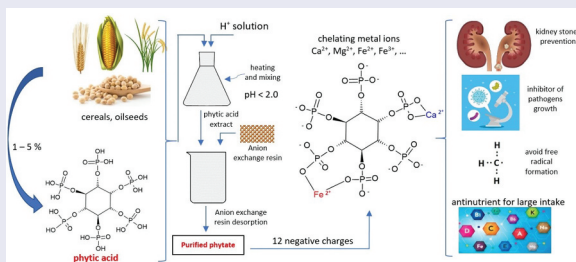 cereals, oilseeds
1 – 5 %
phytic acid
H⁺ solution
heating
and mixing
pH < 2.0
phytic acid
extract
Anion
exchange resin
Anion exchange
resin desorption
Purified phytate
12 negative charges
chelating metal ions
Ca²⁺, Mg²⁺, Fe²⁺, Fe³⁺, ...
Ca²⁺
Fe²⁺
kidney stone
prevention
inhibitor of
pathogens
growth
avoid free
radical
formation
H
H C
H
antinutrient for large intake